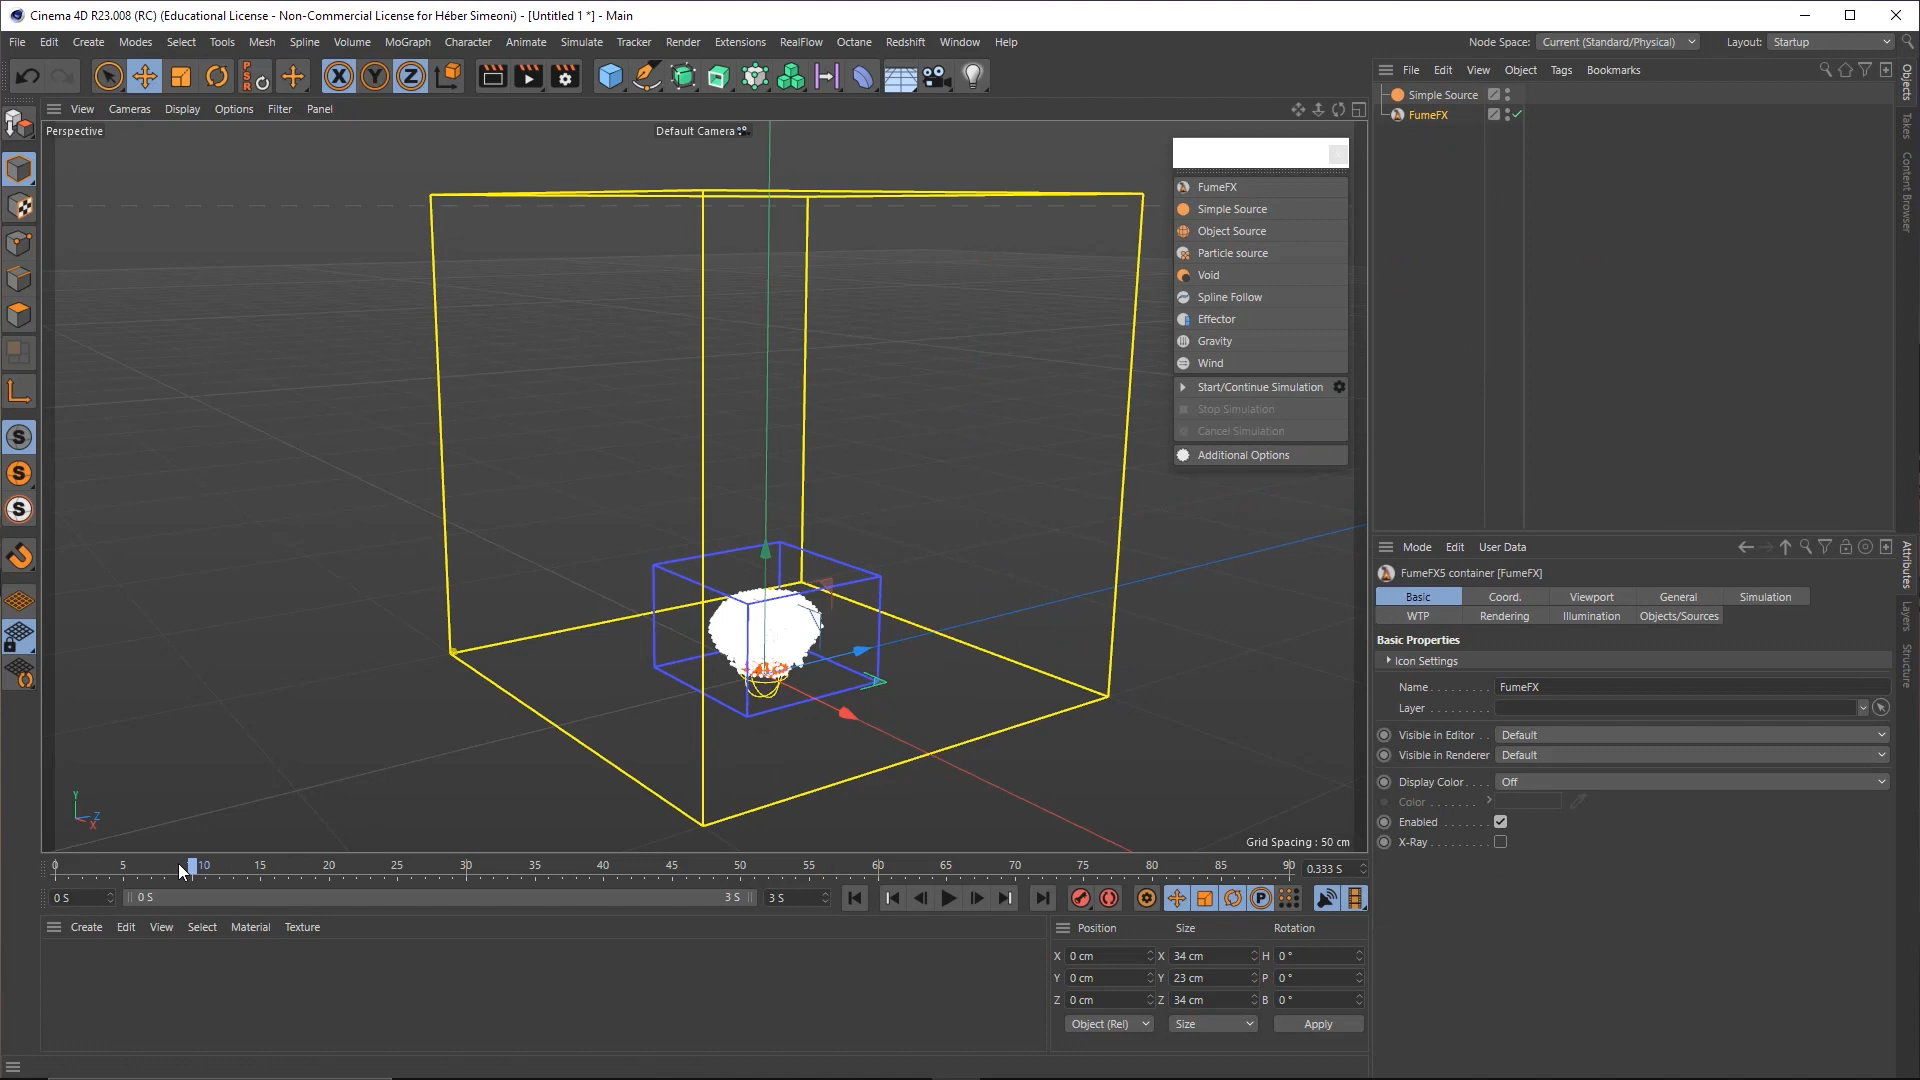 Cinema 4D R23.008 (RC) (Educational License - Non-Commercial License for Héber Simeoni) - [Untitled 1 *] - Main
File Edit Create Modes Select Tools Mesh Spline Volume MoGraph Character Animate Simulate Tracker Render Extensions RealFlow Octane Redshift Window Help
Node Space: Current (Standard/Physical) Layout: Startup
PSR
X Y Z
View Cameras Display Options Filter Panel
Perspective
Default Camera
FumeFX
Simple Source
Object Source
Particle source
Void
Spline Follow
Effector
Gravity
Wind
Start/Continue Simulation
Stop Simulation
Cancel Simulation
Additional Options
S
S
S
Y
Z
X
Grid Spacing : 50 cm
0 5 10 15 20 25 30 35 40 45 50 55 60 65 70 75 80 85 90
0.333 S
0 S
0 S
3 S
3 S
P
Create Edit View Select Material Texture
Position Size Rotation
X 0 cm X 34 cm H 0 °
Y 0 cm Y 23 cm P 0 °
Z 0 cm Z 34 cm B 0 °
Object (Rel) Size Apply
File Edit View Object Tags Bookmarks
Simple Source
FumeFX
Objects
Takes
Content Browser
Mode Edit User Data
FumeFX5 container [FumeFX]
Basic Coord. Viewport General Simulation
WTP Rendering Illumination Objects/Sources
Basic Properties
Icon Settings
Name . . . . . . . . FumeFX
Layer . . . . . . . . .
Visible in Editor . . Default
Visible in Renderer Default
Display Color . . . . Off
Color . . . . . . .
Enabled . . . . . . .
X-Ray . . . . . . . . .
Attributes
Layers
Structure